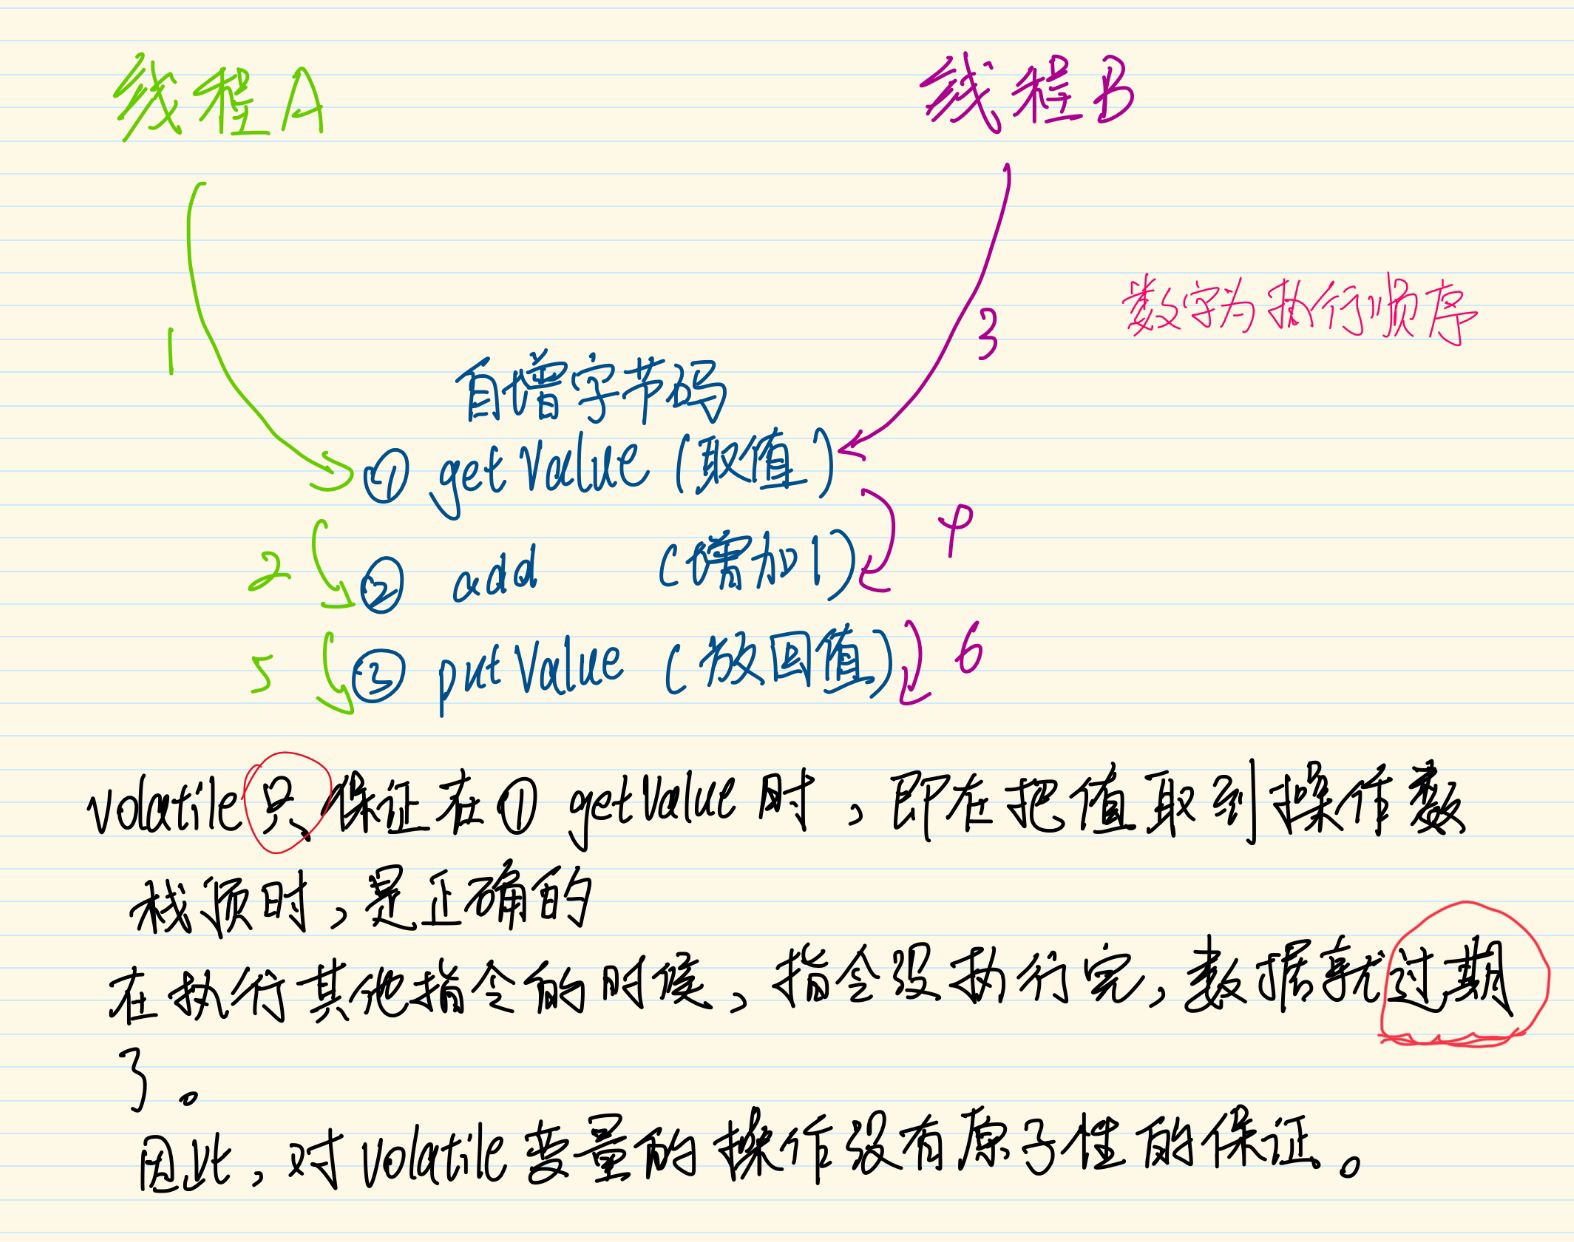 线程A
线程B
数字为执行顺序
1
3
自增字节码
① getValue (取值)
4
2
② add (增加1)
5
③ putValue (放回值)
6
volatile只保证在① getValue时，即在把值取到操作数
栈顶时，是正确的
在执行其他指令的时候，指令没执行完，数据就过期
了。
因此，对volatile变量的操作没有原子性的保证。